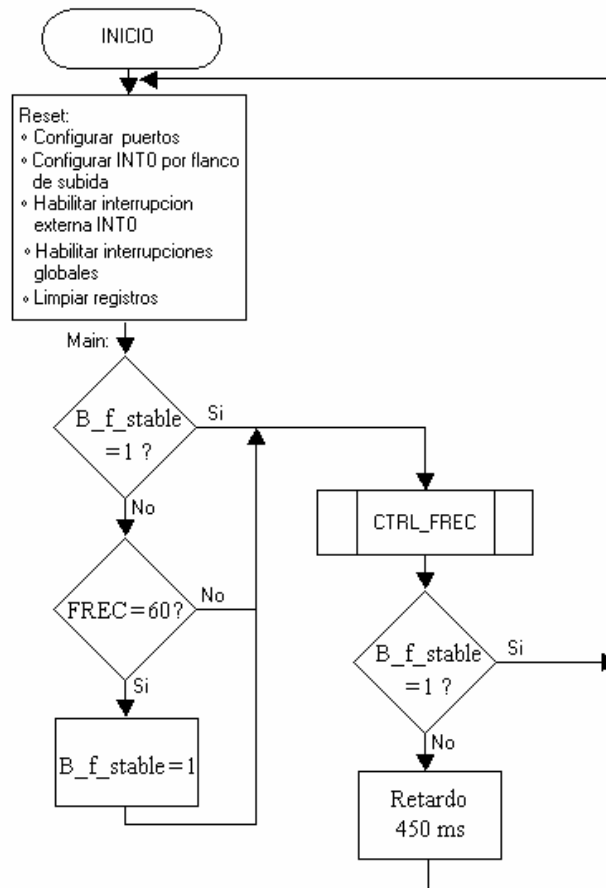 INICIO
Reset:
∘ Configurar puertos
∘ Configurar INT0 por flanco
de subida
∘ Habilitar interrupcion
externa INT0
∘ Habilitar interrupciones
globales
∘ Limpiar registros
Main:
B_f_stable
=1 ?
Si
No
FREC=60?
No
Si
B_f_stable=1
CTRL_FREC
B_f_stable
=1 ?
Si
No
Retardo
450 ms